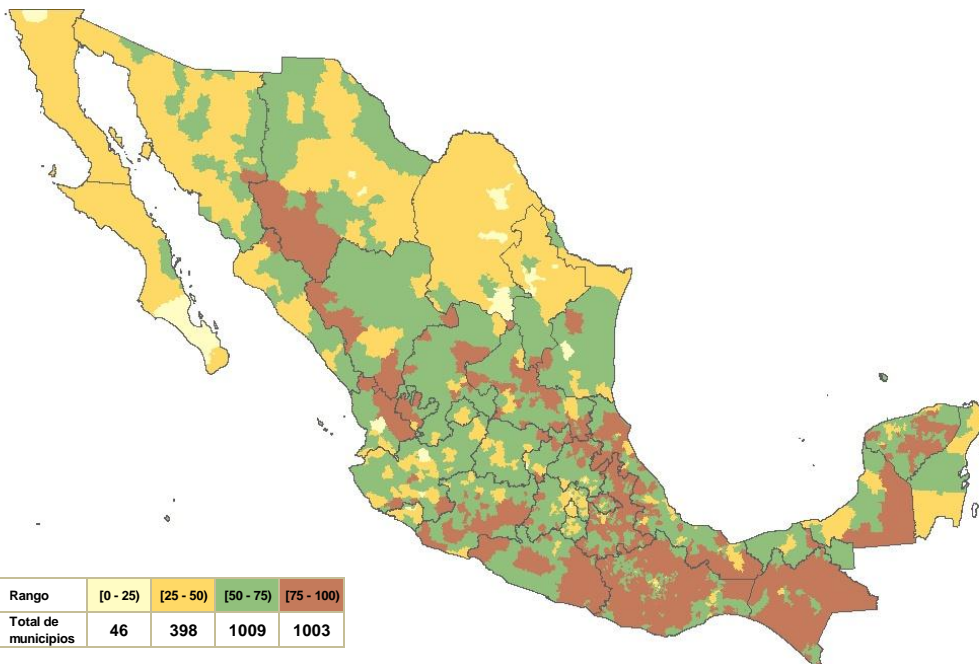 Rango [0 - 25) [25 - 50) [50 - 75) [75 - 100)
Total de
municipios 46 398 1009 1003